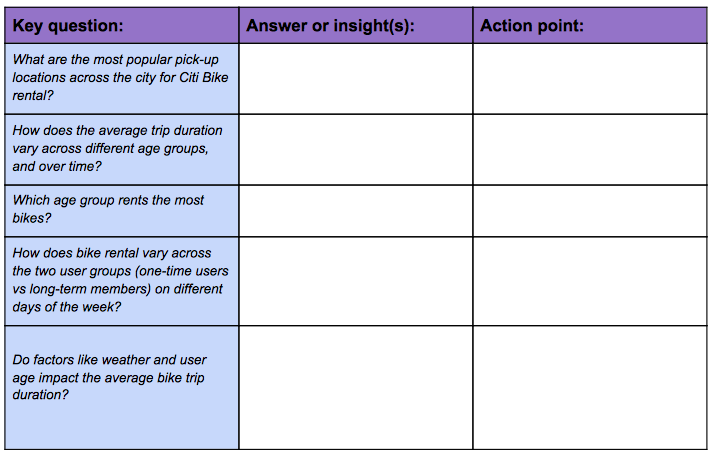 Key question:
Answer or insight(s):
Action point:
What are the most popular pick-up
locations across the city for Citi Bike
rental?
How does the average trip duration
vary across different age groups,
and over time?
Which age group rents the most
bikes?
How does bike rental vary across
the two user groups (one-time users
vs long-term members) on different
days of the week?
Do factors like weather and user
age impact the average bike trip
duration?